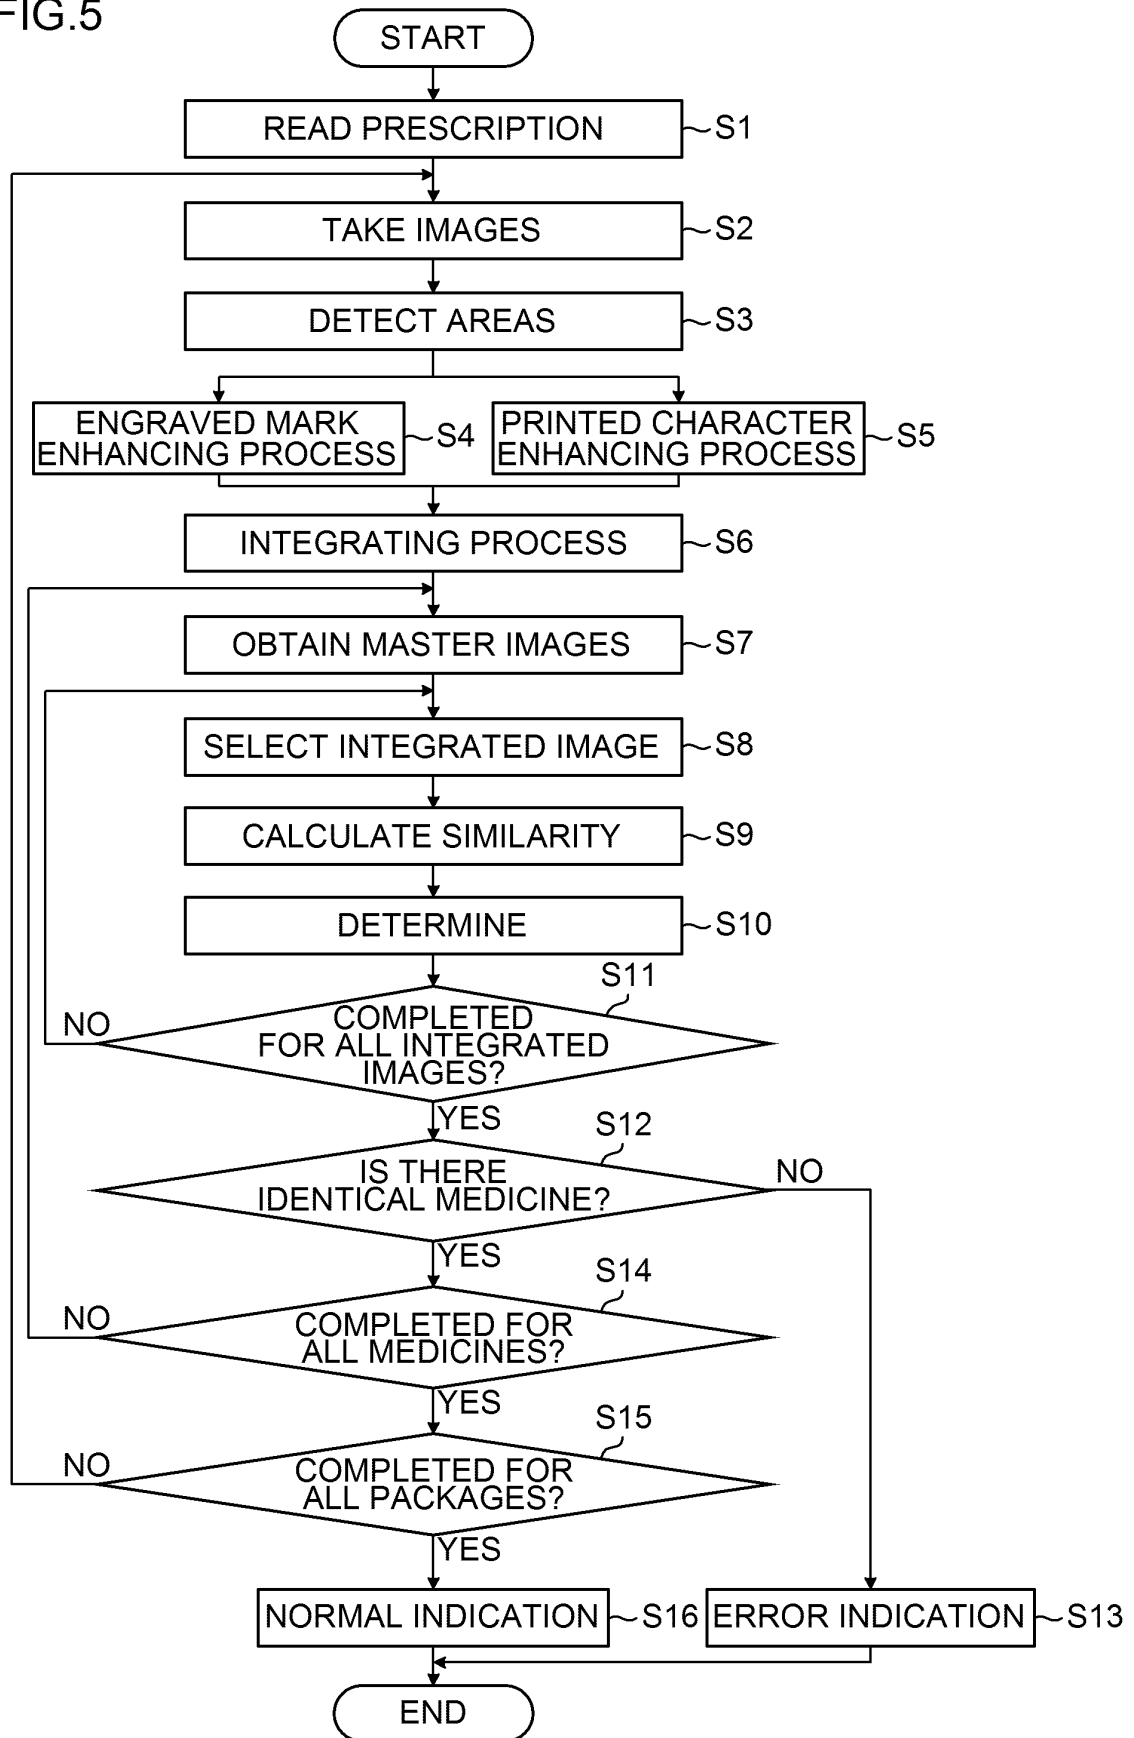 FIG.5
START
READ PRESCRIPTION
S1
TAKE IMAGES
S2
DETECT AREAS
S3
ENGRAVED MARK
ENHANCING PROCESS
S4
PRINTED CHARACTER
ENHANCING PROCESS
S5
INTEGRATING PROCESS
S6
OBTAIN MASTER IMAGES
S7
SELECT INTEGRATED IMAGE
S8
CALCULATE SIMILARITY
S9
DETERMINE
S10
S11
NO
COMPLETED
FOR ALL INTEGRATED
IMAGES?
YES
S12
IS THERE
IDENTICAL MEDICINE?
NO
YES
S14
NO
COMPLETED FOR
ALL MEDICINES?
YES
S15
NO
COMPLETED FOR
ALL PACKAGES?
YES
NORMAL INDICATION
S16
ERROR INDICATION
S13
END